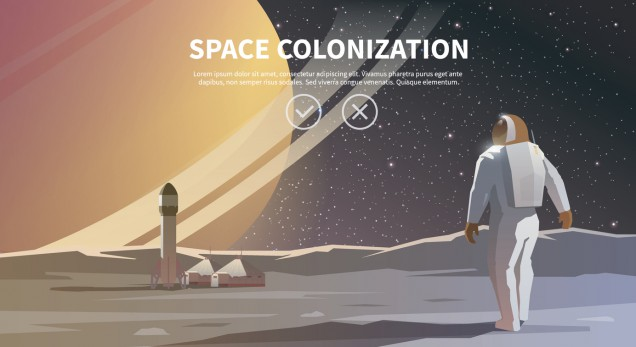 SPACE COLONIZATION
Lorem ipsum dolor sit amet, consectetur adipiscing elit. Vivamus pharetra purus eget ante
dapibus, non semper risus sodales. Sed viverra congue venenatis. Quisque elementum.